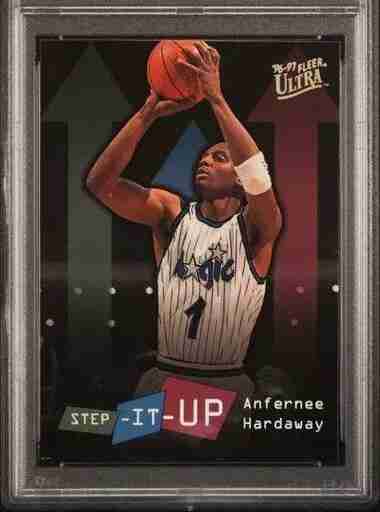 '96-'97 FLEER
ULTRA
Magic
1
STEP -IT-UP
Anfernee
Hardaway